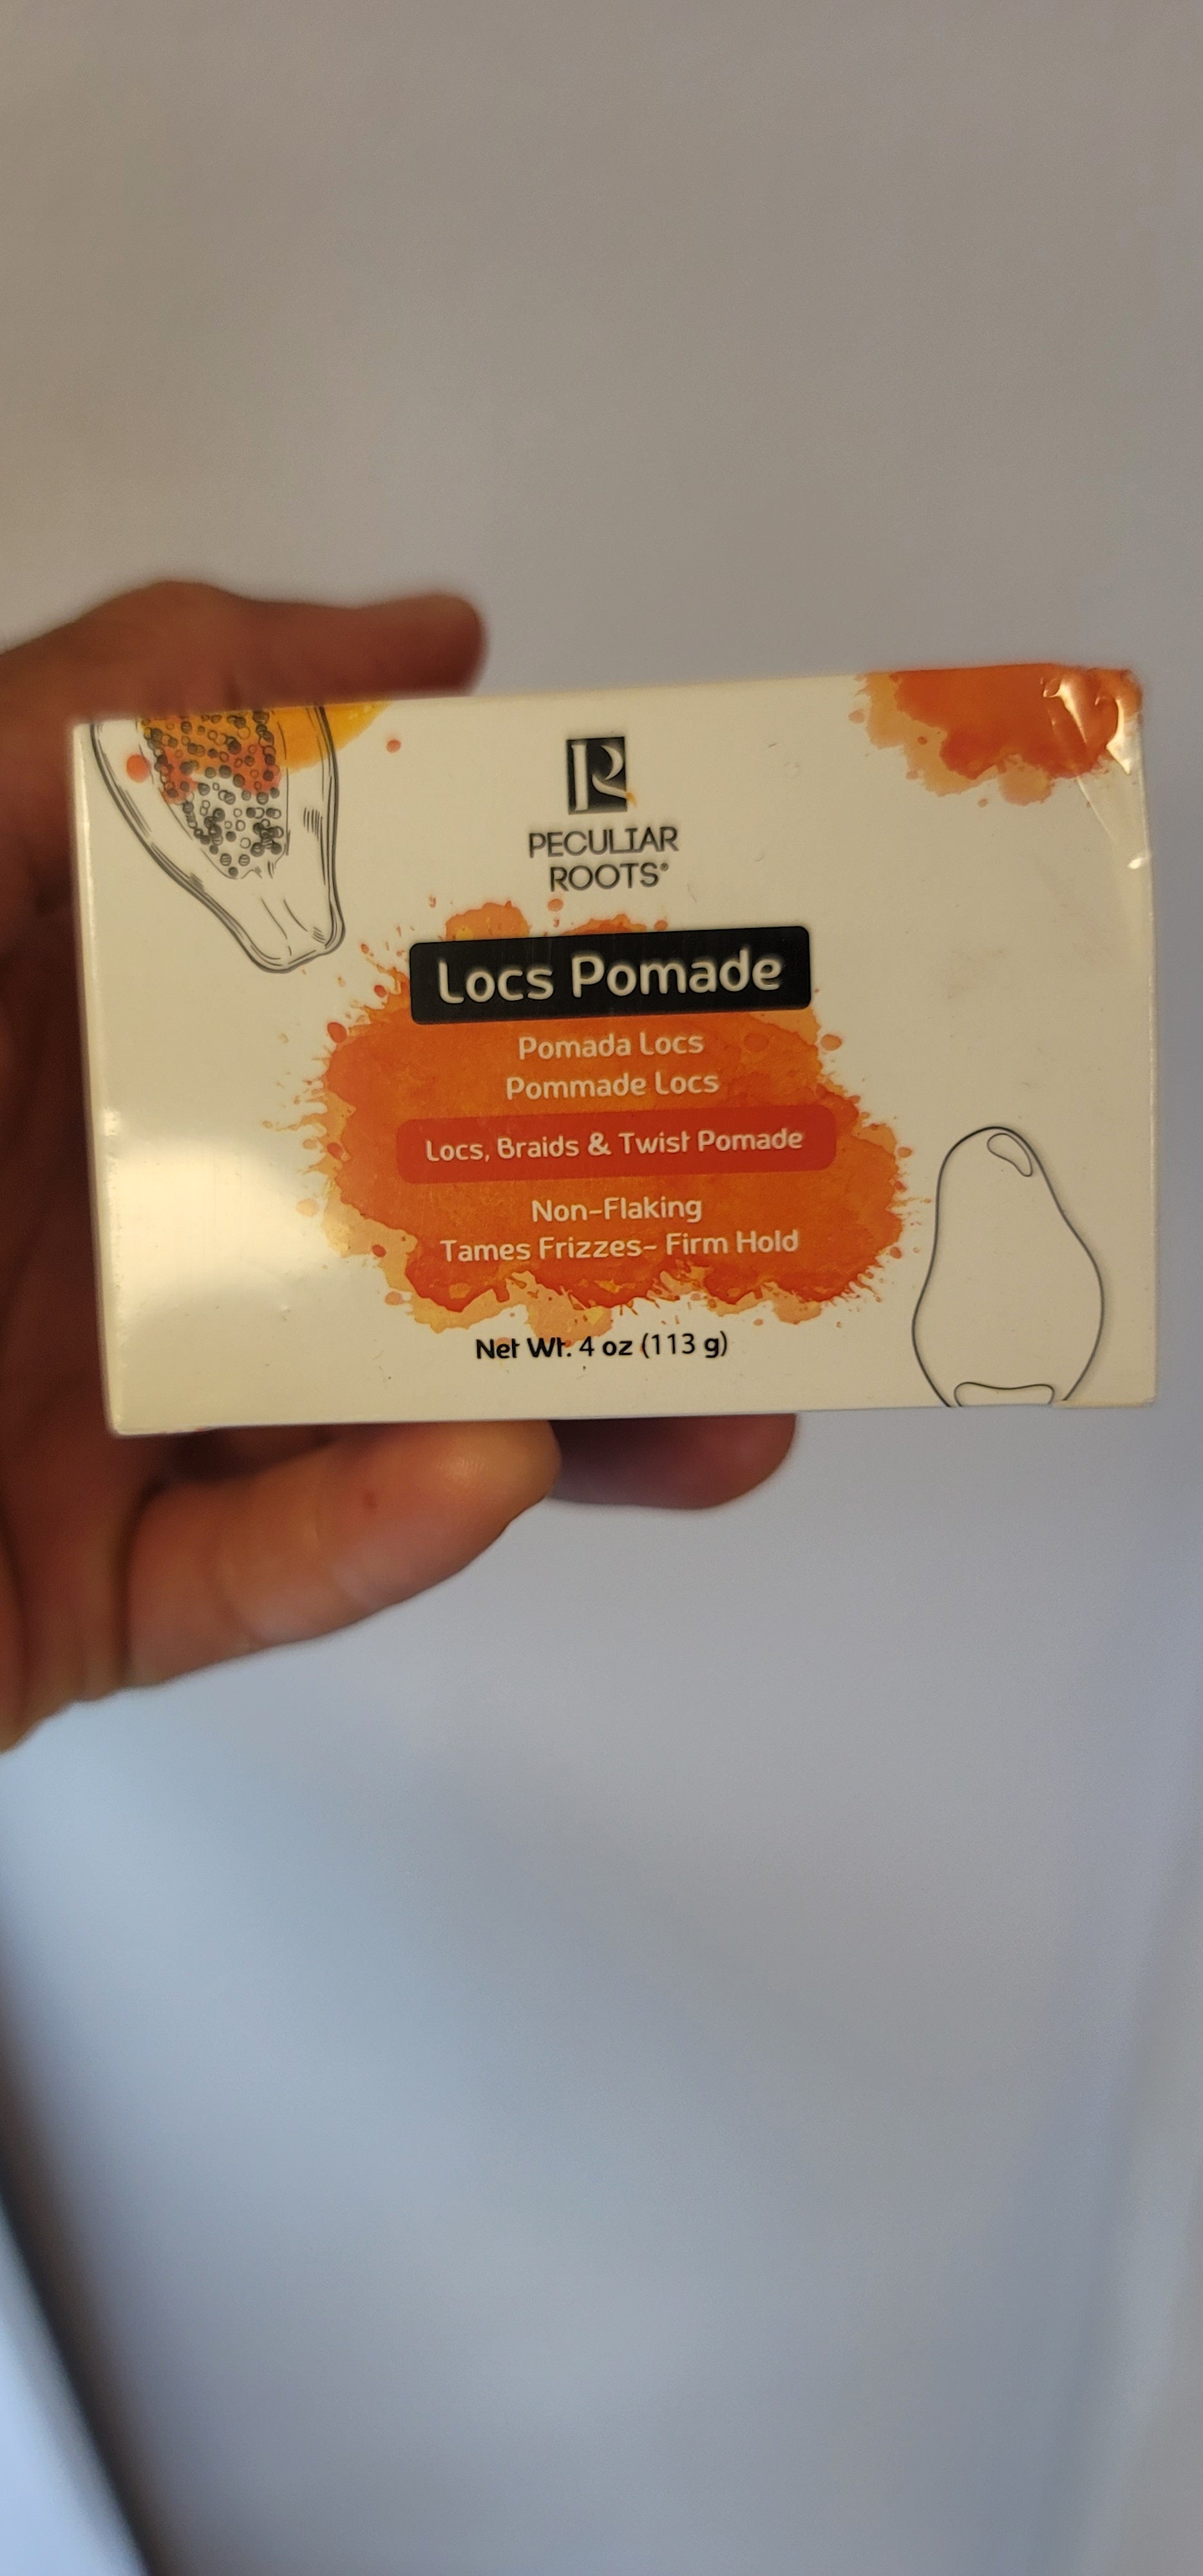 PECULIAR
ROOTS®
Locs Pomade
Pomada Locs
Pommade Locs
Locs, Braids & Twist Pomade
Non-Flaking
Tames Frizzes- Firm Hold
Net Wt. 4 oz (113 g)